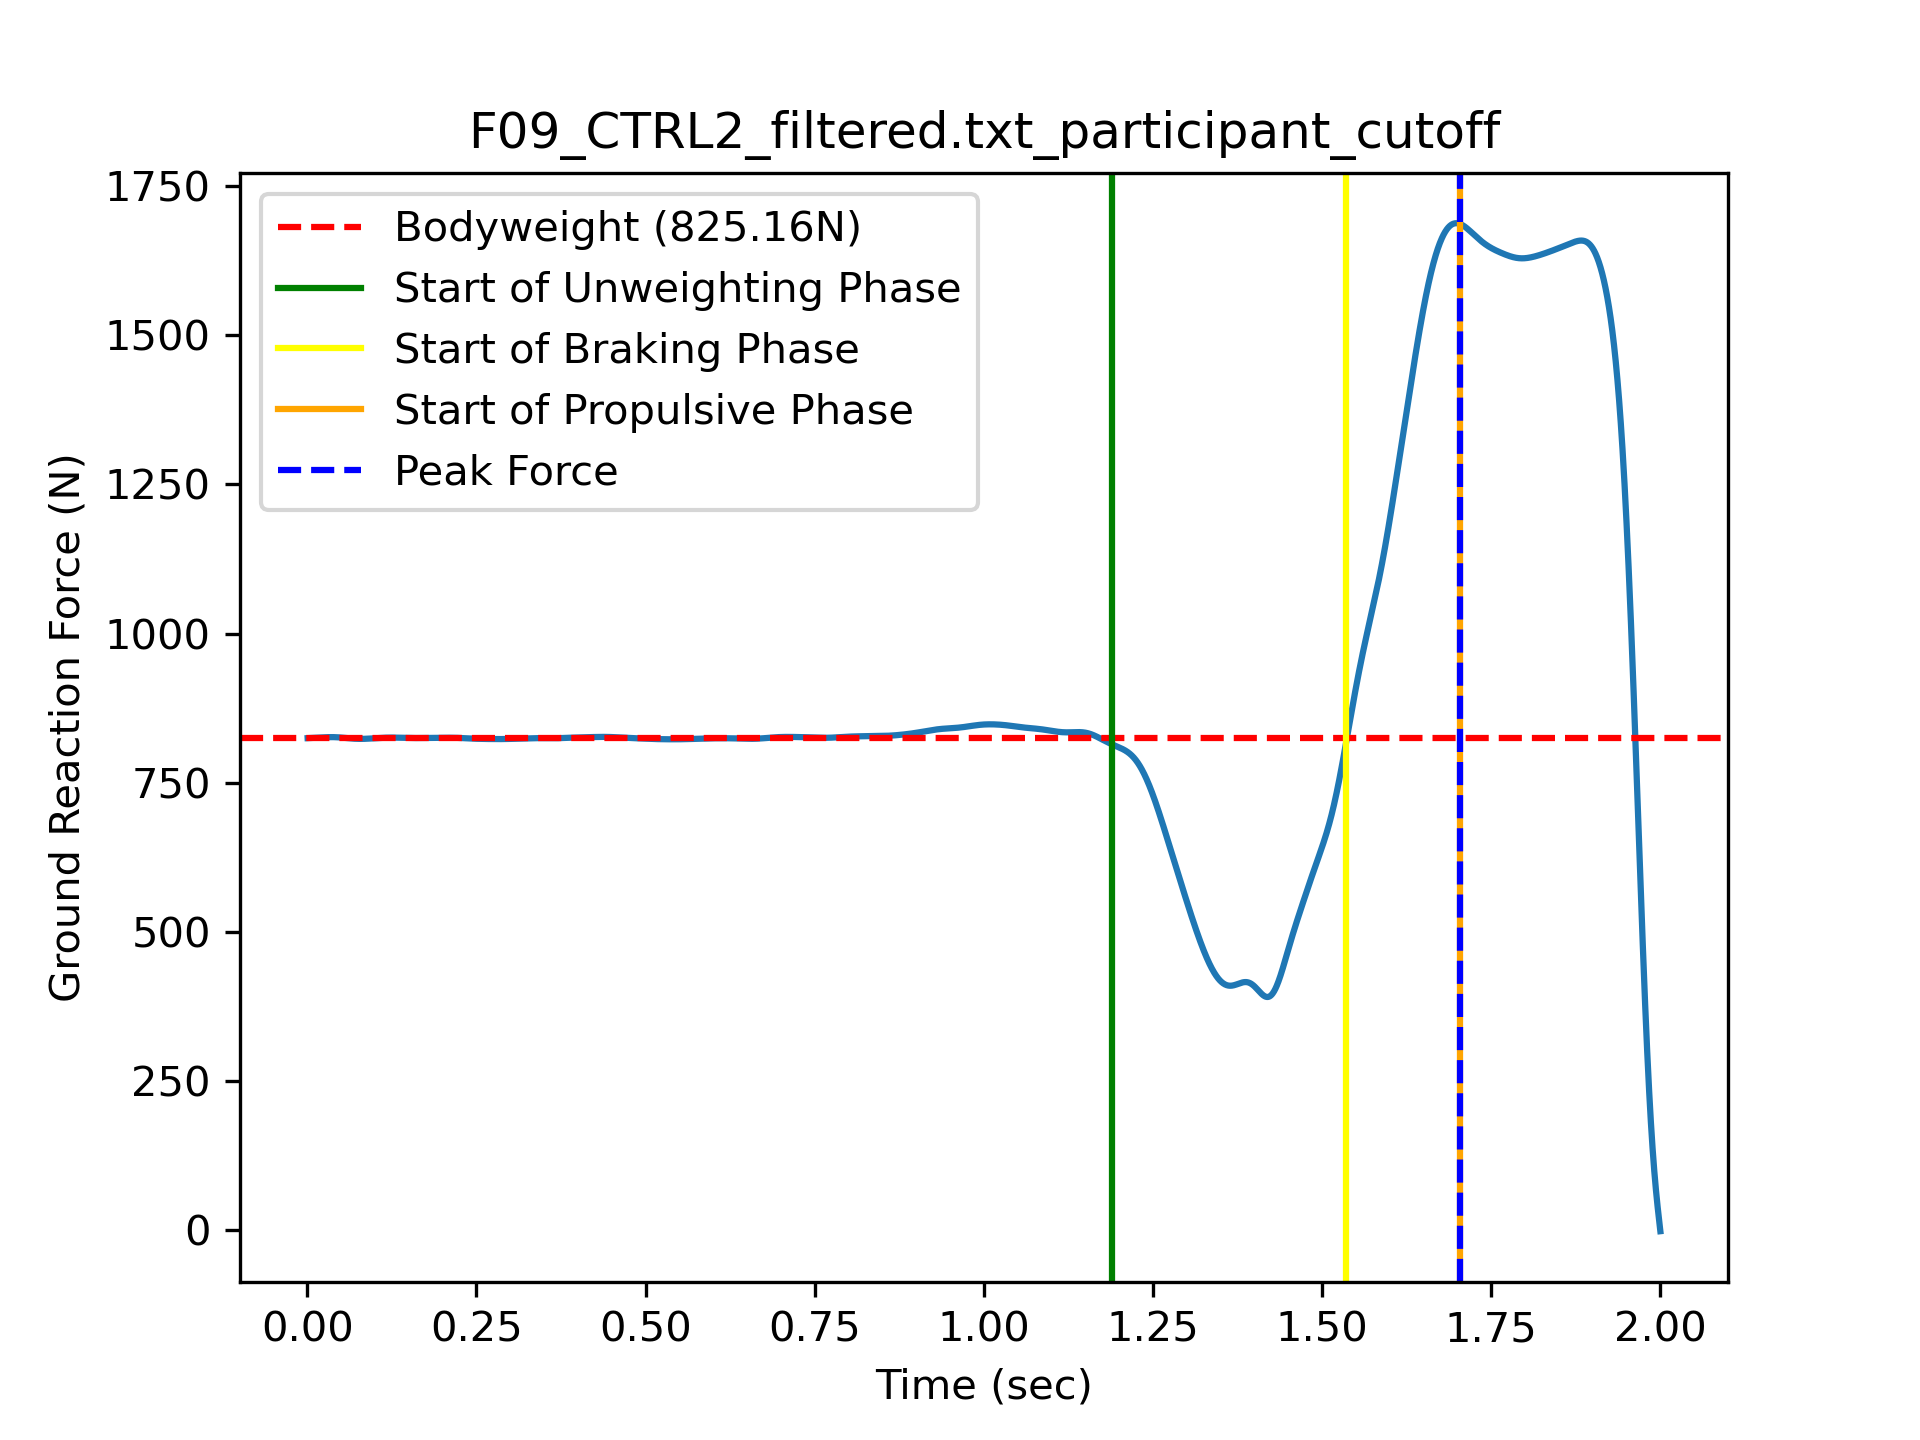 F09_CTRL2_filtered.txt_participant_cutoff
1750
1500
1250
1000
750
500
250
0
Ground Reaction Force (N)
Bodyweight (825.16N)
Start of Unweighting Phase
Start of Braking Phase
Start of Propulsive Phase
Peak Force
0.00 0.25 0.50 0.75 1.00 1.25 1.50 1.75 2.00
Time (sec)